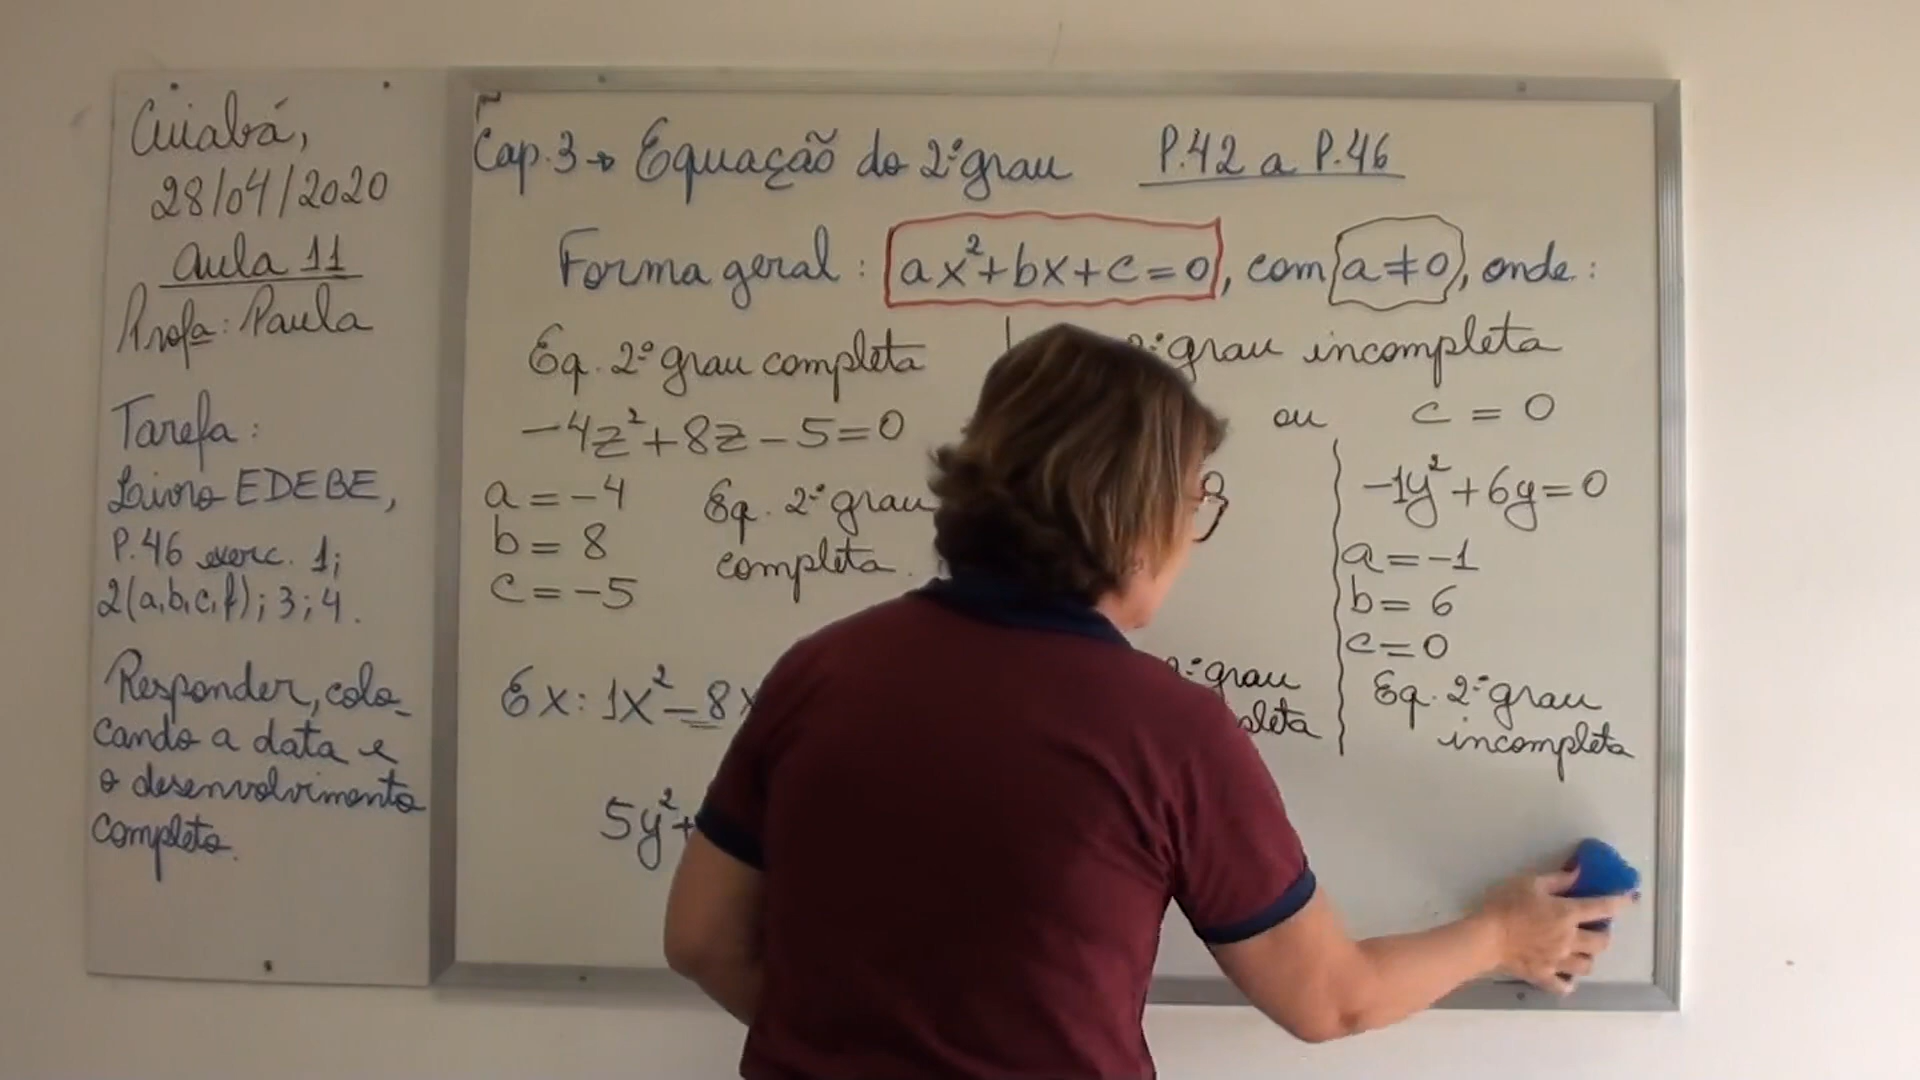 Cuiabá,
28/04/2020
Aula 11
Profa: Paula
Tarefa:
Livro EDEBE,
P.46 exerc. 1;
2(a,b,c,f); 3; 4.
Responder, colo_
cando a data e
o desenvolvimento
completo.
Cap. 3 → Equação do 2º grau P.42 a P.46
Forma geral: ax²+bx+c=0, com a≠0, onde:
Eq. 2º grau completa
-4z²+8z-5=0
a=-4
b=8
c=-5
Eq. 2º grau
completa.
Ex: 1x²-8x
5y²+
2º grau incompleta
ou c=0
2º grau
-1y²+6y=0
a=-1
b=6
c=0
Eq. 2º grau
incompleta